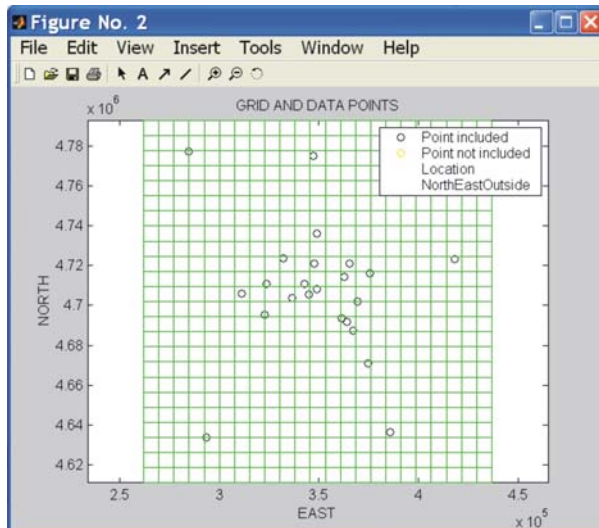 Figure No. 2
File Edit View Insert Tools Window Help
A
x 10^6
GRID AND DATA POINTS
Point included
Point not included
Location
NorthEastOutside
4.78
4.76
4.74
4.72
4.7
4.68
4.66
4.64
4.62
NORTH
2.5 3 3.5 4 4.5
EAST
x 10^5